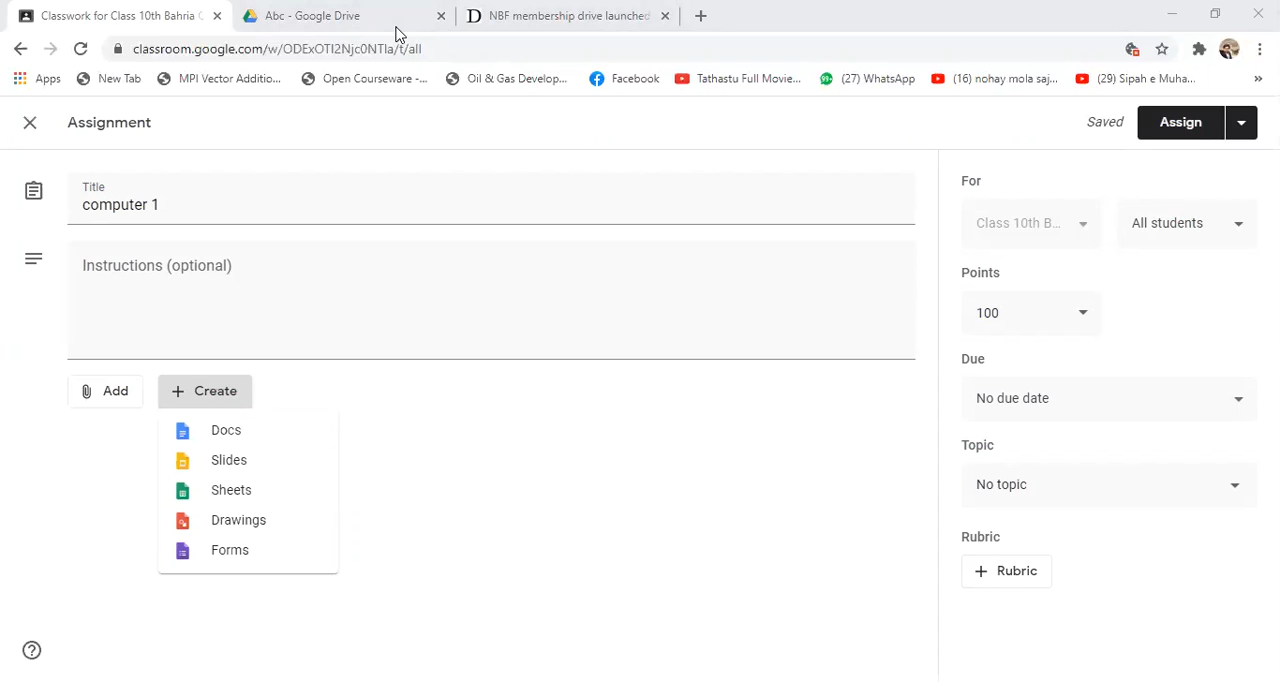 Classwork for Class 10th Bahria
Abc - Google Drive
NBF membership drive launched
classroom.google.com/w/ODExOTI2Njc0NTIa/t/all
Apps
New Tab
MPI Vector Additio...
Open Courseware -...
Oil & Gas Develop...
Facebook
Tathastu Full Movie...
(27) WhatsApp
(16) nohay mola saj...
(29) Sipah e Muha...
Assignment
Saved
Assign
Title
computer 1
Instructions (optional)
Add
Create
Docs
Slides
Sheets
Drawings
Forms
For
Class 10th B...
All students
Points
100
Due
No due date
Topic
No topic
Rubric
Rubric